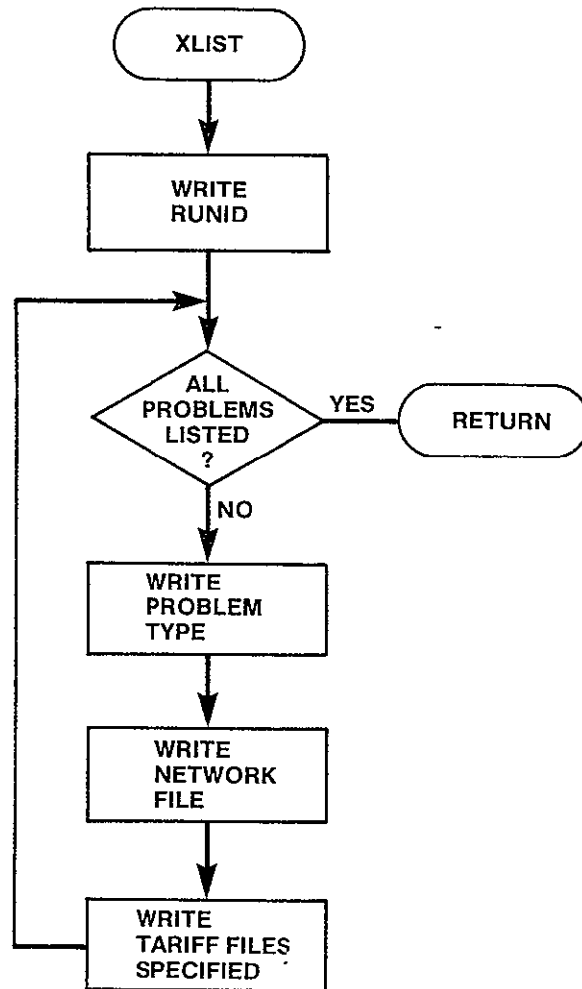 XLIST
WRITE
RUNID
ALL
PROBLEMS
LISTED
?
YES
RETURN
NO
WRITE
PROBLEM
TYPE
WRITE
NETWORK
FILE
WRITE
TARIFF FILES
SPECIFIED